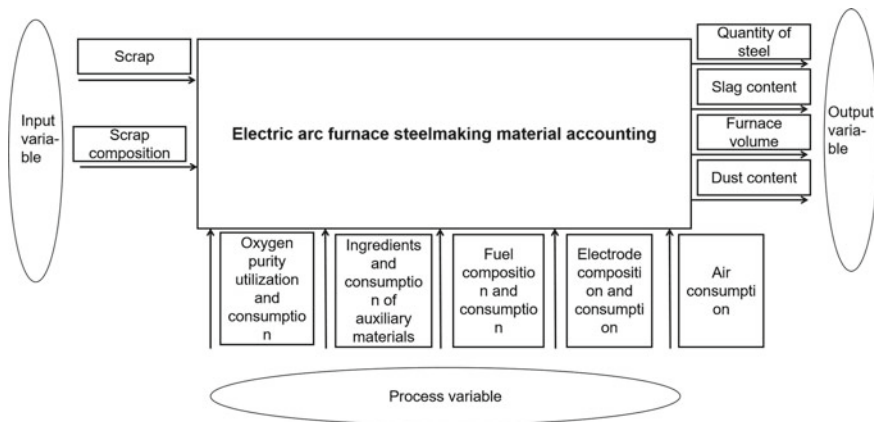 Scrap
Input
varia-
ble
Scrap
composition
Electric arc furnace steelmaking material accounting
Quantity of
steel
Slag content
Furnace
volume
Dust content
Output
varia-
ble
Oxygen
purity
utilization
and
consumptio
n
Ingredients
and
consumptio
n of
auxiliary
materials
Fuel
compositio
n and
consumptio
n
Electrode
compositi
on and
consumpti
on
Air
consumpti
on
Process variable